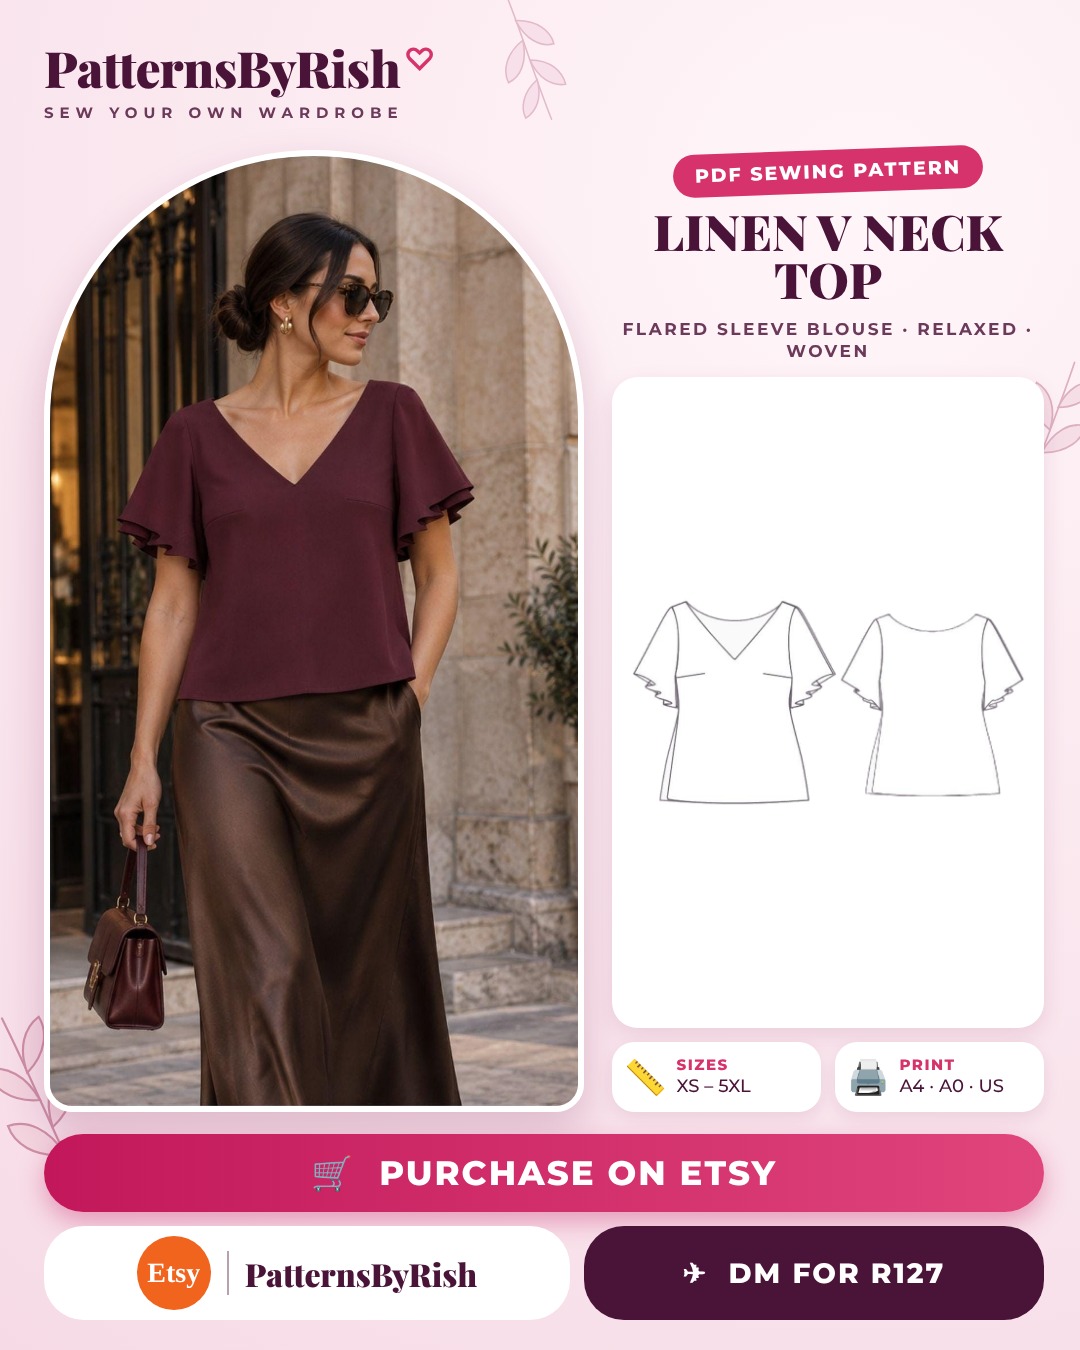 PatternsByRish
SEW YOUR OWN WARDROBE
PDF SEWING PATTERN
LINEN V NECK
TOP
FLARED SLEEVE BLOUSE · RELAXED ·
WOVEN
SIZES
XS – 5XL
PRINT
A4 · A0 · US
PURCHASE ON ETSY
Etsy
PatternsByRish
DM FOR R127